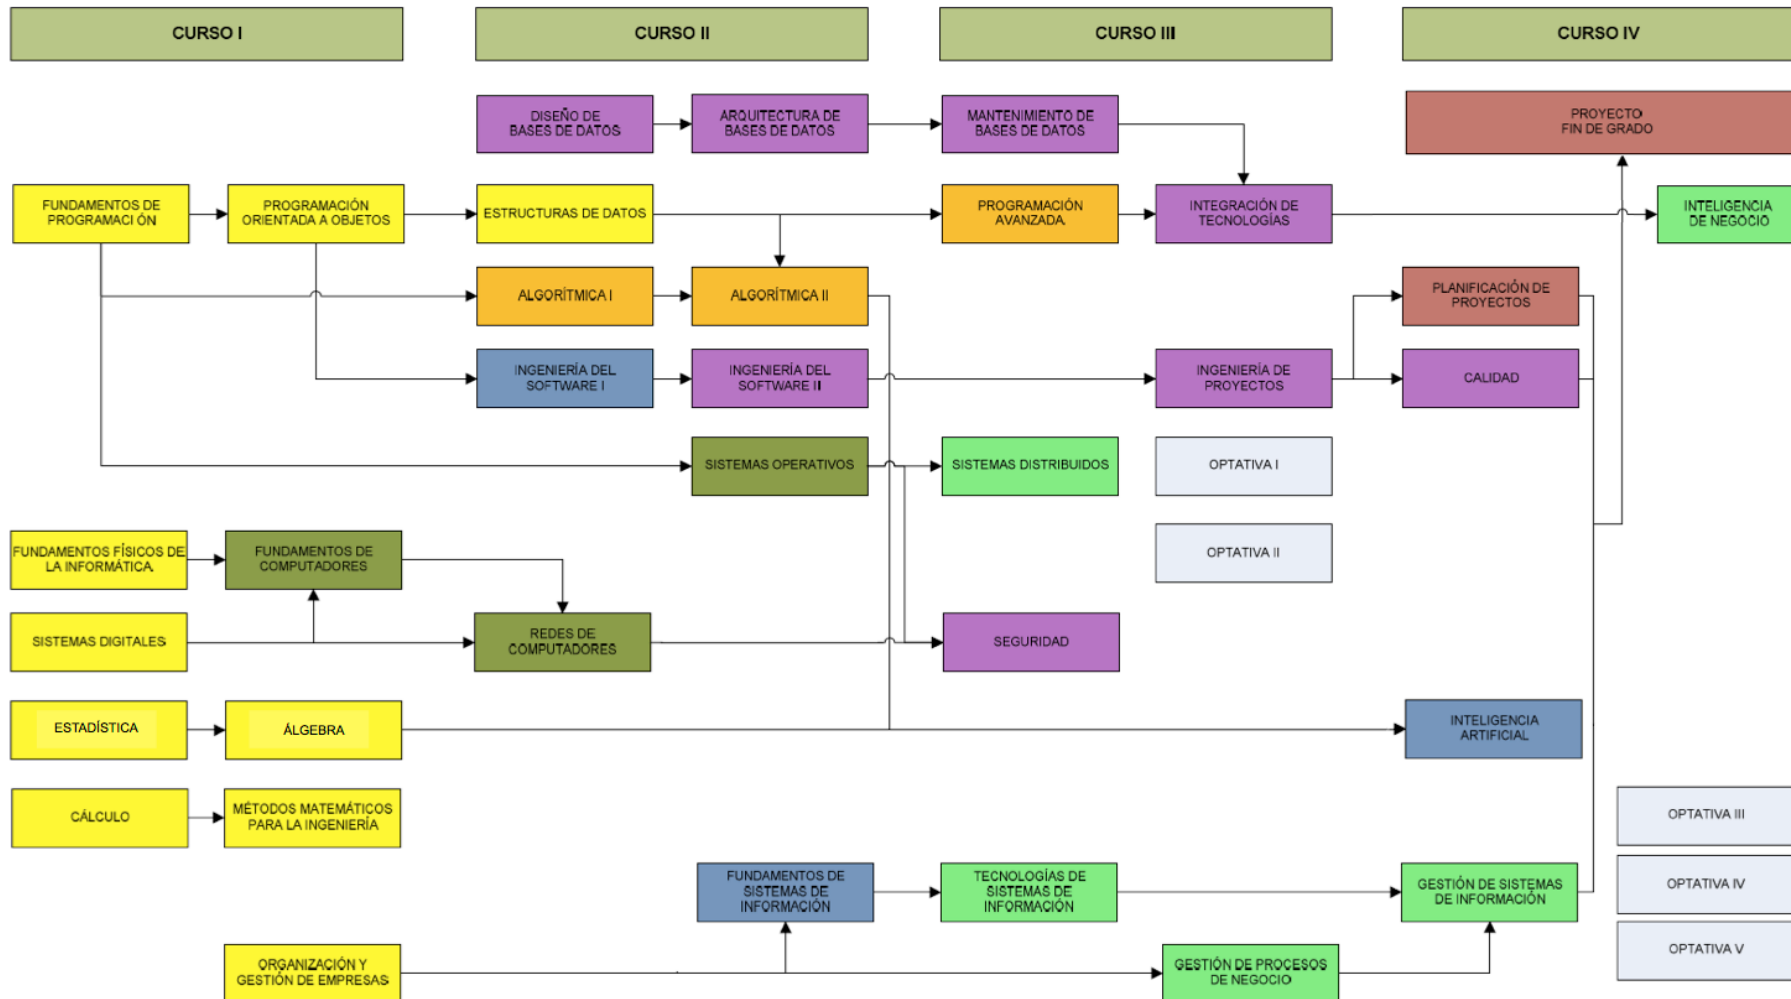 CURSO I
CURSO II
CURSO III
CURSO IV
DISEÑO DE
BASES DE DATOS
ARQUITECTURA DE
BASES DE DATOS
MANTENIMIENTO DE
BASES DE DATOS
PROYECTO
FIN DE GRADO
FUNDAMENTOS DE
PROGRAMACIÓN
PROGRAMACIÓN
ORIENTADA A OBJETOS
ESTRUCTURAS DE DATOS
PROGRAMACIÓN
AVANZADA
INTEGRACIÓN DE
TECNOLOGÍAS
INTELIGENCIA
DE NEGOCIO
ALGORÍTMICA I
ALGORÍTMICA II
PLANIFICACIÓN DE
PROYECTOS
INGENIERÍA DEL
SOFTWARE I
INGENIERÍA DEL
SOFTWARE II
INGENIERÍA DE
PROYECTOS
CALIDAD
SISTEMAS OPERATIVOS
SISTEMAS DISTRIBUIDOS
OPTATIVA I
FUNDAMENTOS FÍSICOS DE
LA INFORMÁTICA
FUNDAMENTOS DE
COMPUTADORES
OPTATIVA II
SISTEMAS DIGITALES
REDES DE
COMPUTADORES
SEGURIDAD
ESTADÍSTICA
ÁLGEBRA
INTELIGENCIA
ARTIFICIAL
CÁLCULO
MÉTODOS MATEMÁTICOS
PARA LA INGENIERÍA
OPTATIVA III
FUNDAMENTOS DE
SISTEMAS DE
INFORMACIÓN
TECNOLOGÍAS DE
SISTEMAS DE
INFORMACIÓN
GESTIÓN DE SISTEMAS
DE INFORMACIÓN
OPTATIVA IV
ORGANIZACIÓN Y
GESTIÓN DE EMPRESAS
GESTIÓN DE PROCESOS
DE NEGOCIO
OPTATIVA V